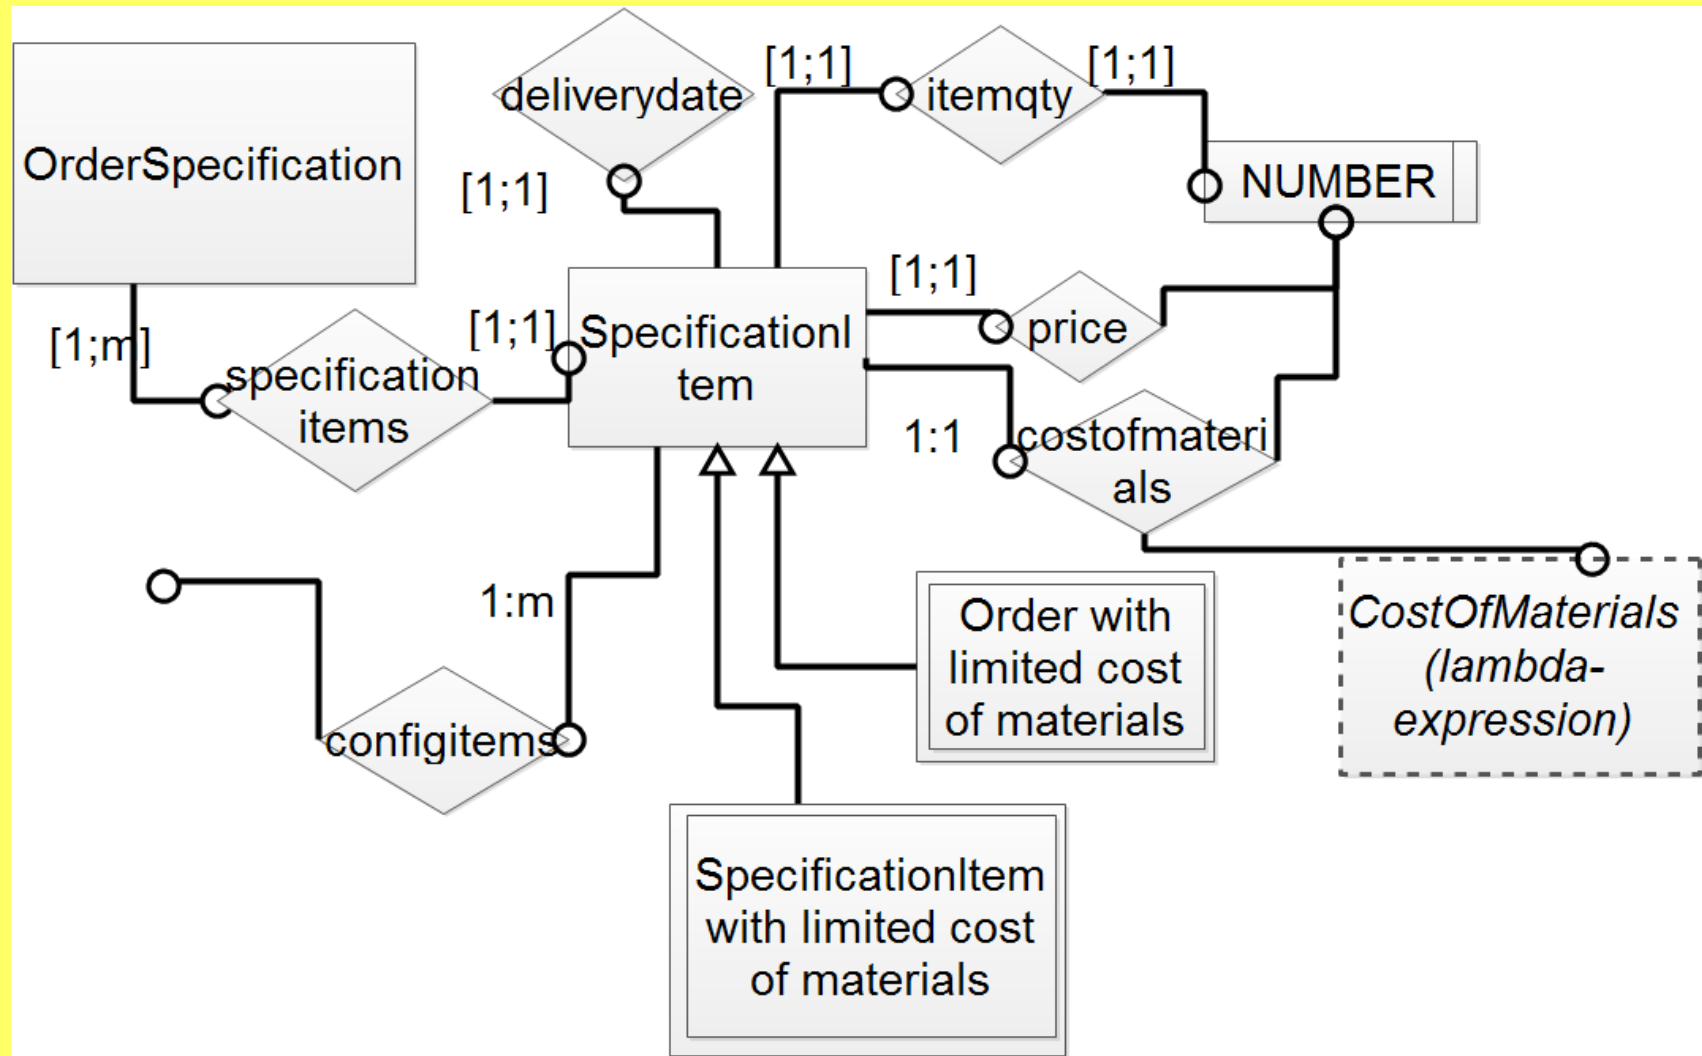 deliverydate
[1;1]
itemqty
[1;1]
OrderSpecification
[1;1]
NUMBER
[1;1]
[1;m]
specification
items
[1;1]
SpecificationI
tem
price
1:1
costofmateri
als
1:m
configitems
Order with
limited cost
of materials
CostOfMaterials
(lambda-
expression)
SpecificationItem
with limited cost
of materials